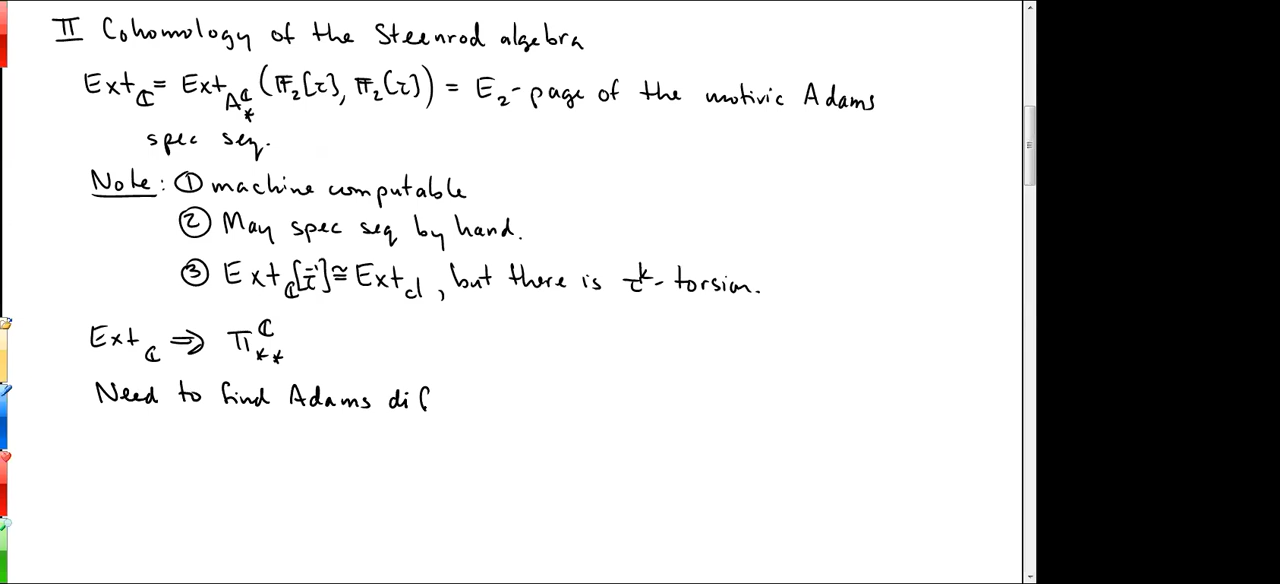 II Cohomology of the Steenrod algebra
Ext_ℂ = Ext_{A_*^ℂ}(𝔽₂[τ], 𝔽₂[τ]) = E₂-page of the motivic Adams
spec seq.
Note: ① machine computable
② May spec seq by hand.
③ Ext_ℂ[τ⁻¹] ≅ Ext_cl, but there is τᵏ-torsion.
Ext_ℂ ⇒ π_{**}^ℂ
Need to find Adams dif